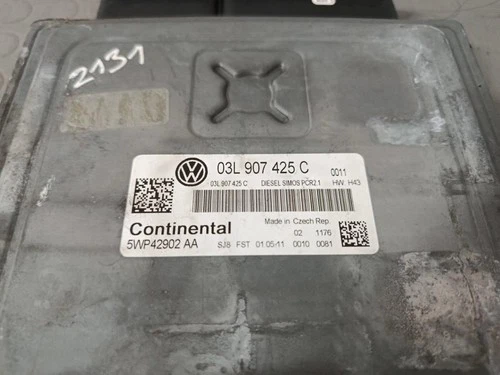 2131
03L 907 425 C 0011
03L 907 425 C DIESEL SIMOS PCR2.1 HW H43
Continental Made in Czech Rep.
02 1176
5WP42902 AA SJ8 FST 01.05.11 0010 0081